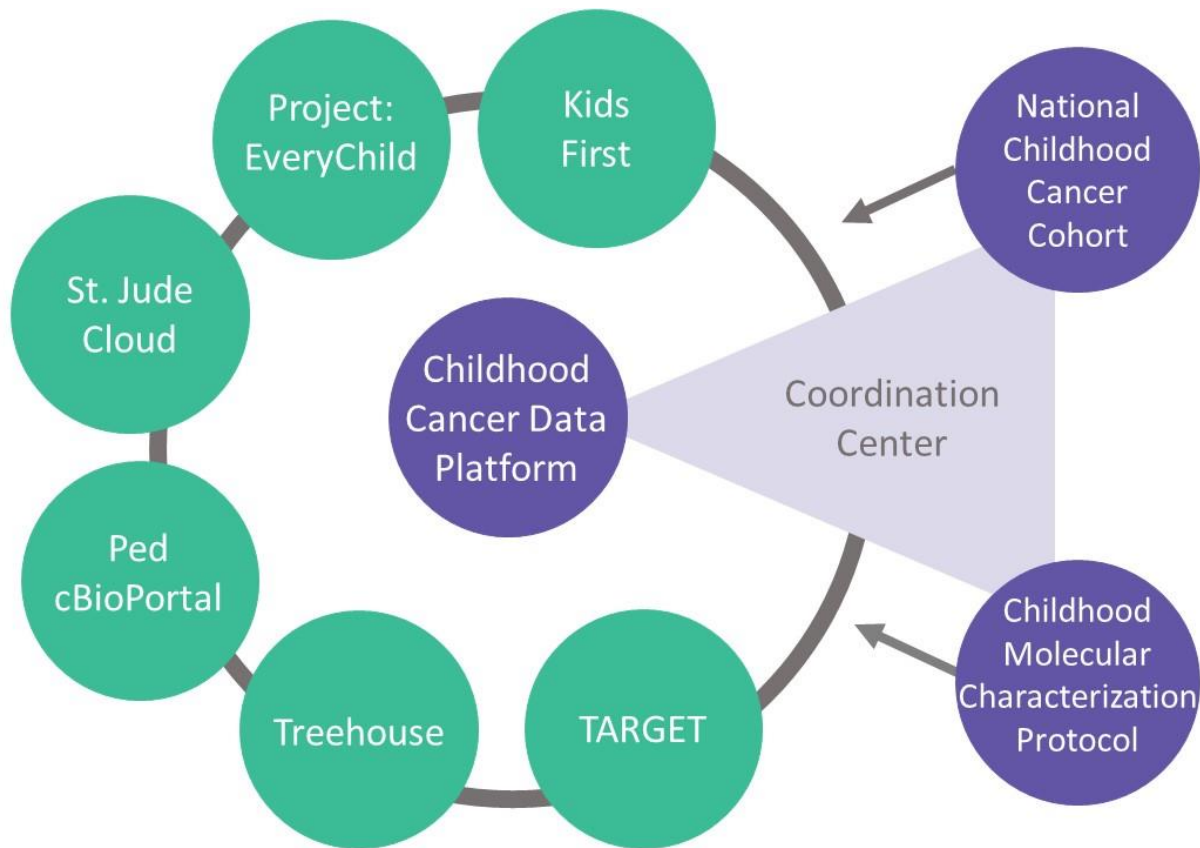 Project:
EveryChild
Kids
First
National
Childhood
Cancer
Cohort
St. Jude
Cloud
Childhood
Cancer Data
Platform
Coordination
Center
Ped
cBioPortal
Childhood
Molecular
Characterization
Protocol
Treehouse
TARGET